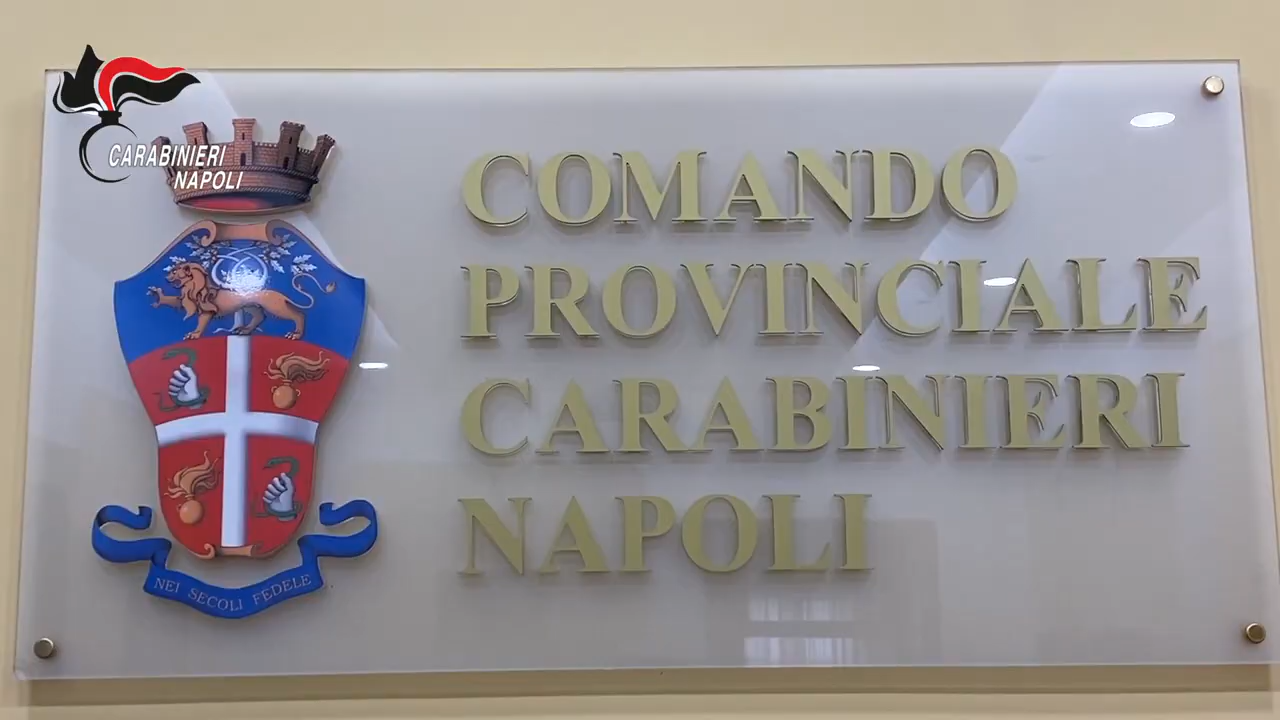 CARABINIERI
NAPOLI
COMANDO
PROVINCIALE
CARABINIERI
NAPOLI
NEI SECOLI FEDELE